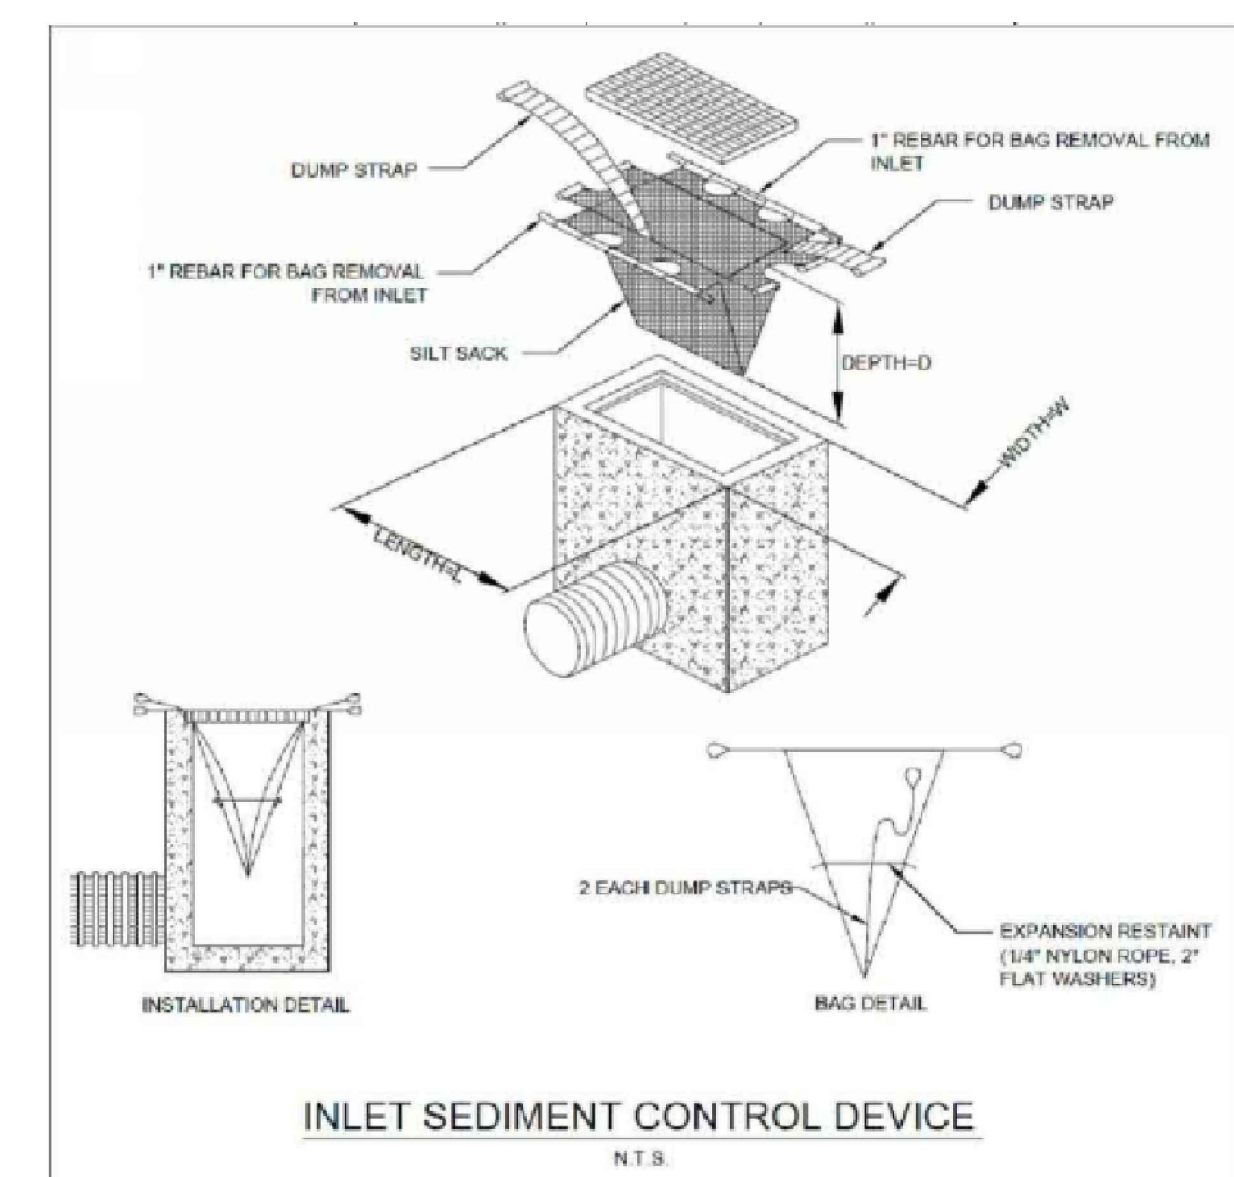 1" REBAR FOR BAG REMOVAL FROM
INLET
DUMP STRAP
DUMP STRAP
1" REBAR FOR BAG REMOVAL
FROM INLET
SILT SACK
DEPTH=D
WIDTH=W
LENGTH=L
2 EACH DUMP STRAPS
EXPANSION RESTAINT
(1/4" NYLON ROPE, 2"
FLAT WASHERS)
INSTALLATION DETAIL
BAG DETAIL
INLET SEDIMENT CONTROL DEVICE
N.T.S.